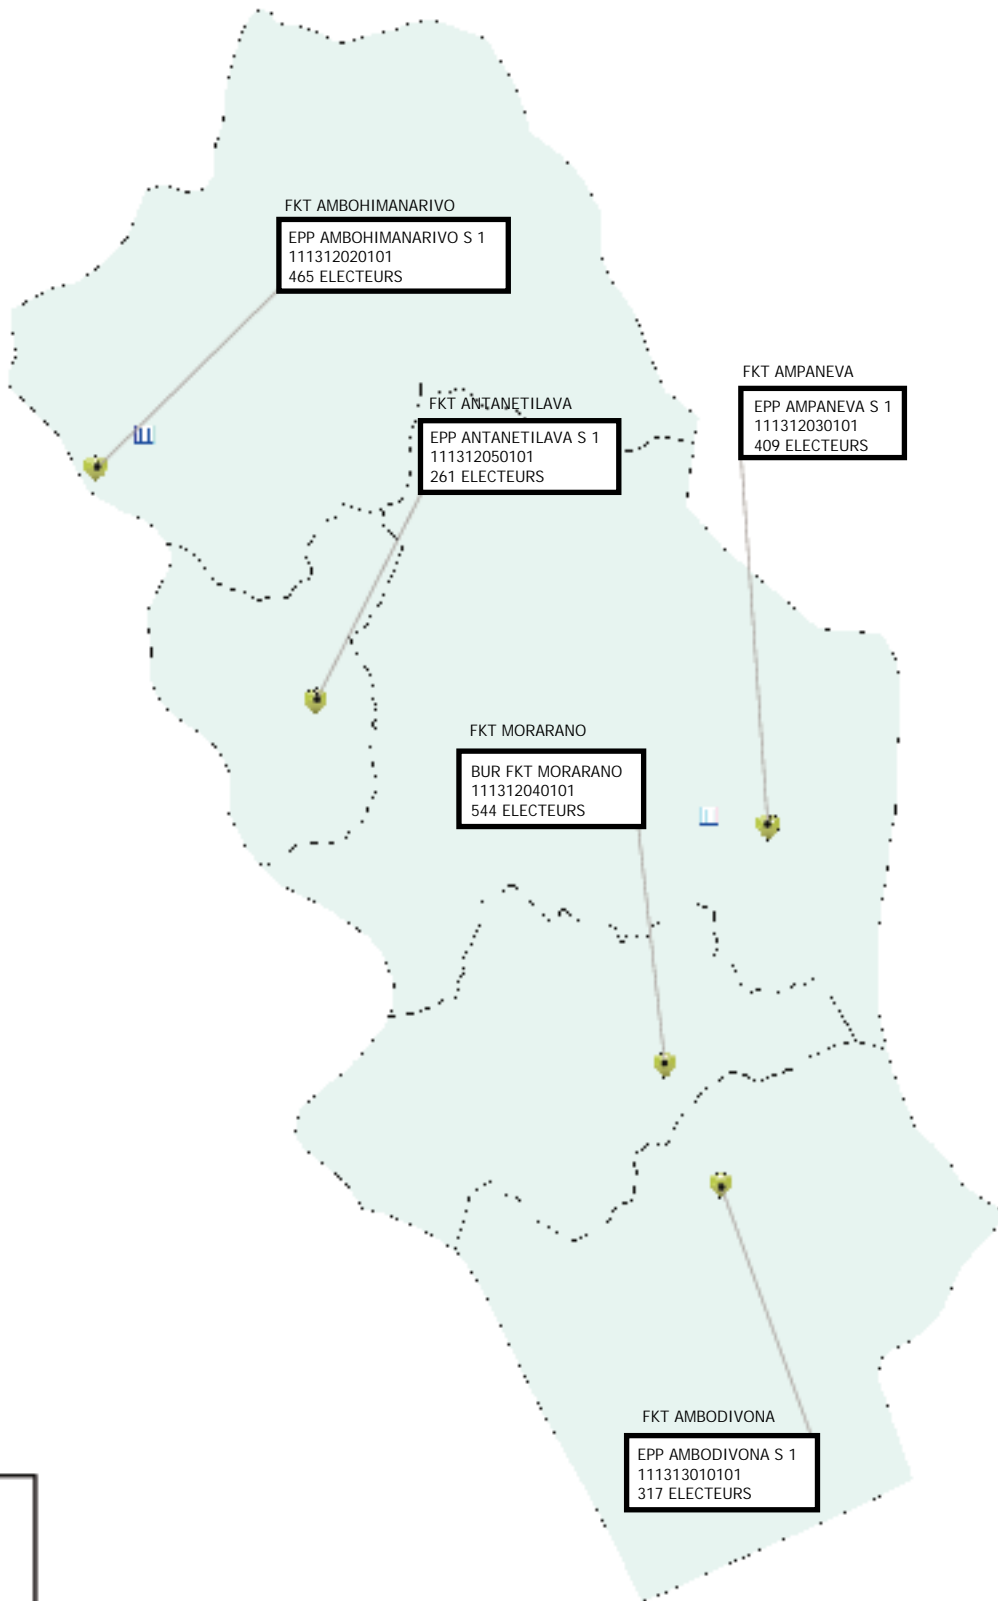 FKT AMBOHIMANARIVO
EPP AMBOHIMANARIVO S 1
111312020101
465 ELECTEURS
FKT AMPANEVA
EPP AMPANEVA S 1
111312030101
409 ELECTEURS
FKT ANTANETILAVA
EPP ANTANETILAVA S 1
111312050101
261 ELECTEURS
FKT MORARANO
BUR FKT MORARANO
111312040101
544 ELECTEURS
FKT AMBODIVONA
EPP AMBODIVONA S 1
111313010101
317 ELECTEURS